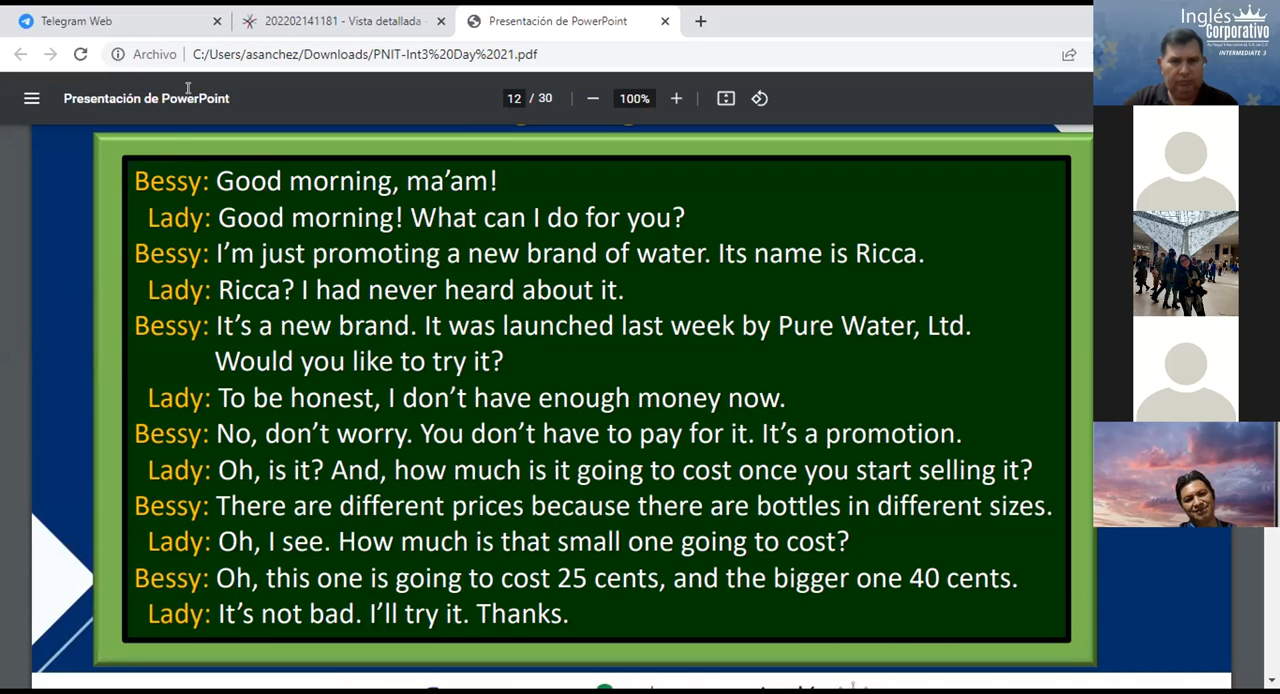 Telegram Web
202202141181 - Vista detallada
Presentación de PowerPoint
Archivo
C:/Users/asanchez/Downloads/PNIT-Int3%20Day%2021.pdf
Presentación de PowerPoint
12 / 30
100%
Inglés
Corporativo
INTERMEDIATE 3
Bessy: Good morning, ma’am!
Lady: Good morning! What can I do for you?
Bessy: I’m just promoting a new brand of water. Its name is Ricca.
Lady: Ricca? I had never heard about it.
Bessy: It’s a new brand. It was launched last week by Pure Water, Ltd.
Would you like to try it?
Lady: To be honest, I don’t have enough money now.
Bessy: No, don’t worry. You don’t have to pay for it. It’s a promotion.
Lady: Oh, is it? And, how much is it going to cost once you start selling it?
Bessy: There are different prices because there are bottles in different sizes.
Lady: Oh, I see. How much is that small one going to cost?
Bessy: Oh, this one is going to cost 25 cents, and the bigger one 40 cents.
Lady: It’s not bad. I’ll try it. Thanks.